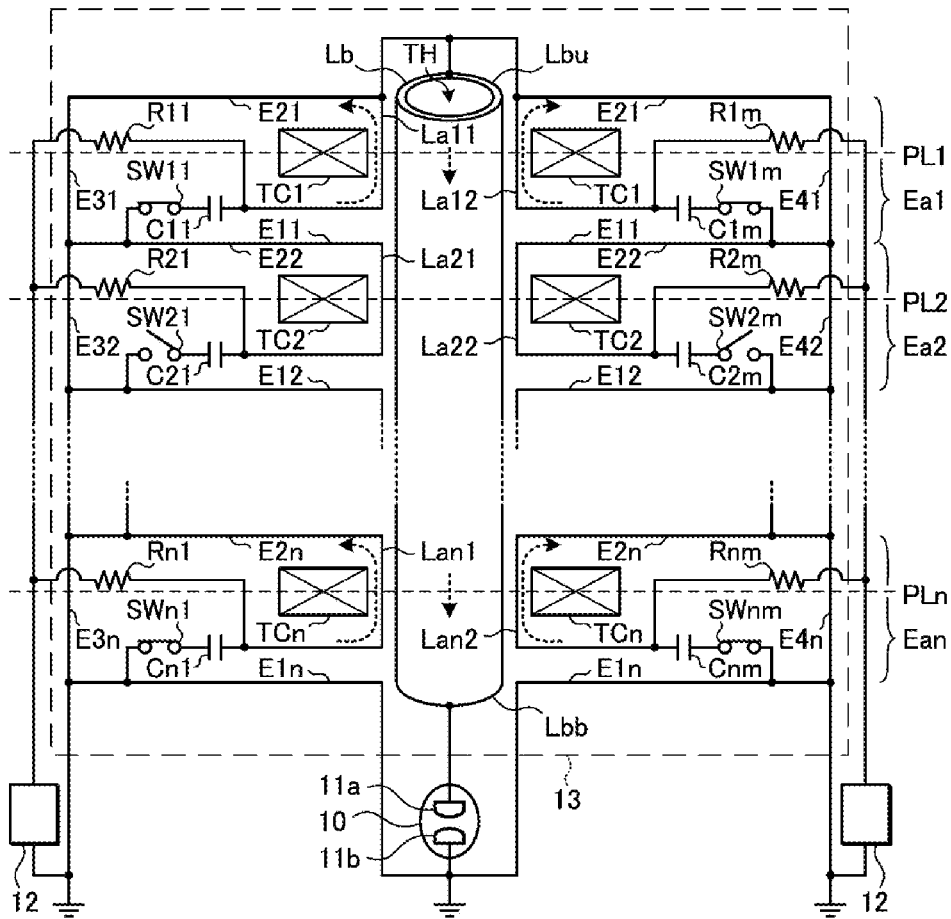 Lb TH Lbu
E21 La11 E21
R11 R1m
PL1
SW11 TC1 TC1 SW1m
E31 La12 E41 Ea1
C11 E11 E11 C1m
E22 La21 E22
R21 R2m
PL2
SW21 TC2 TC2 SW2m
E32 La22 E42 Ea2
C21 E12 E12 C2m
E2n Lan1 E2n
Rn1 Rnm
PLn
SWn1 TCn TCn SWnm
E3n Lan2 E4n Ean
Cn1 E1n E1n Cnm
Lbb
11a 13
10
11b
12 12